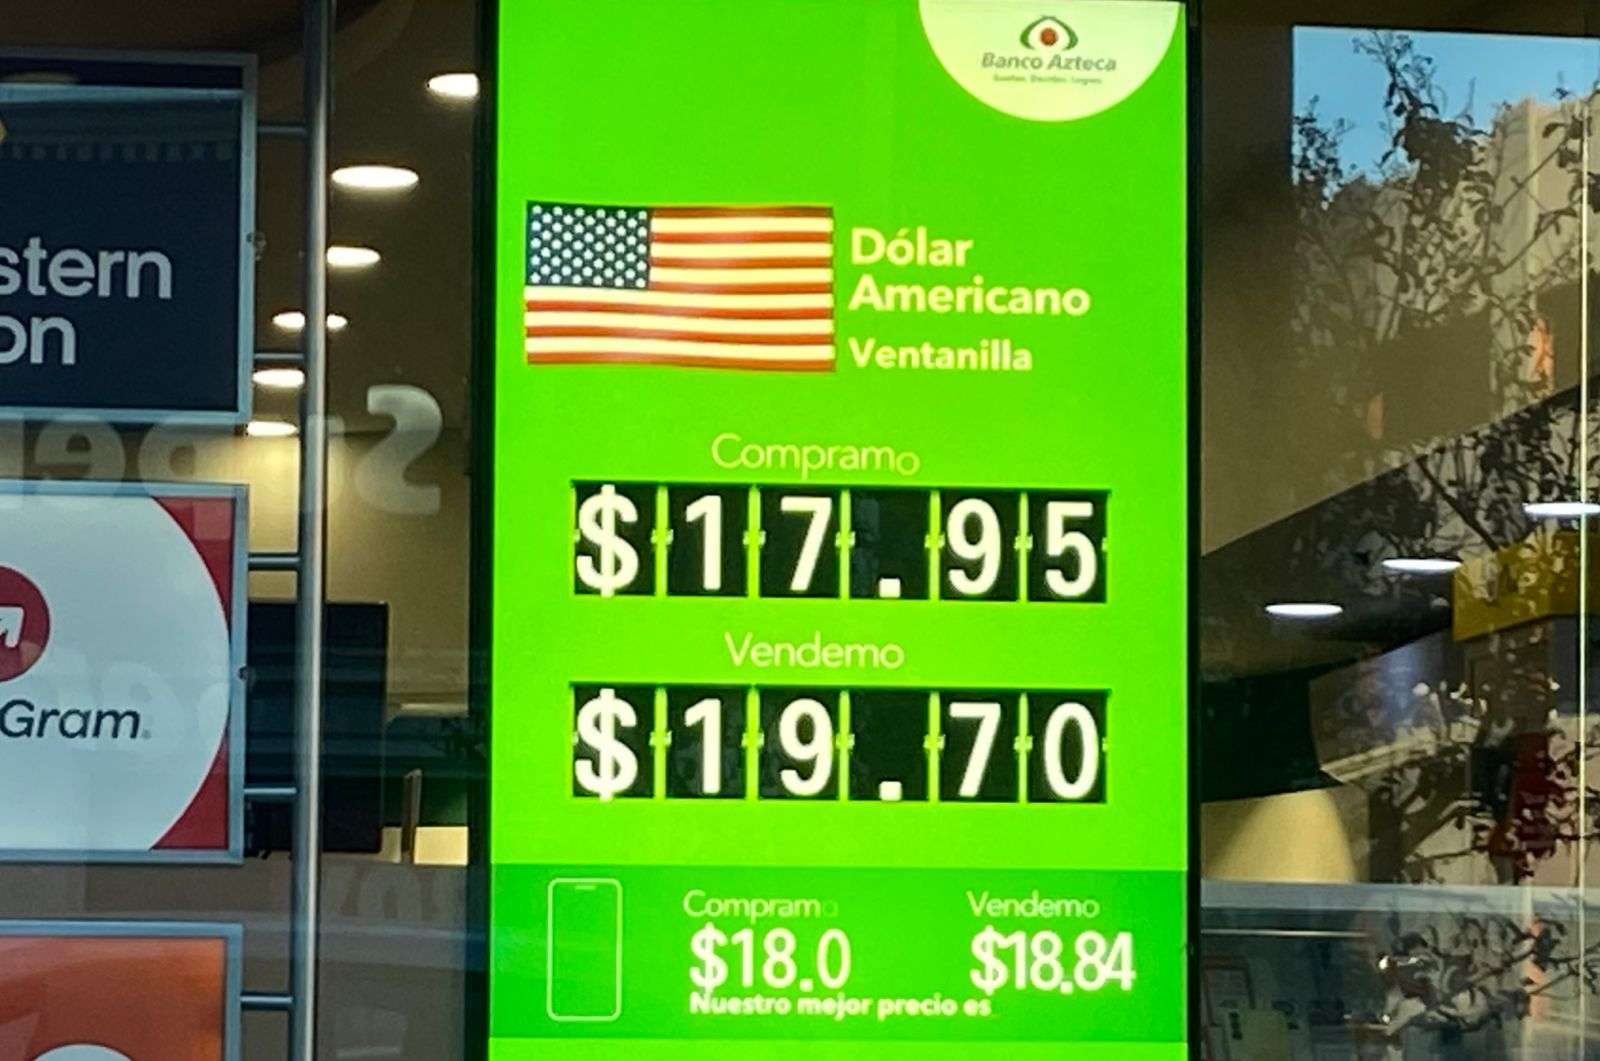 Banco Azteca
stern
on
Dólar
Americano
Ventanilla
Compramo
$17.95
Vendemo
$19.70
Gram.
Compramo Vendemo
$18.0 $18.84
Nuestro mejor precio es